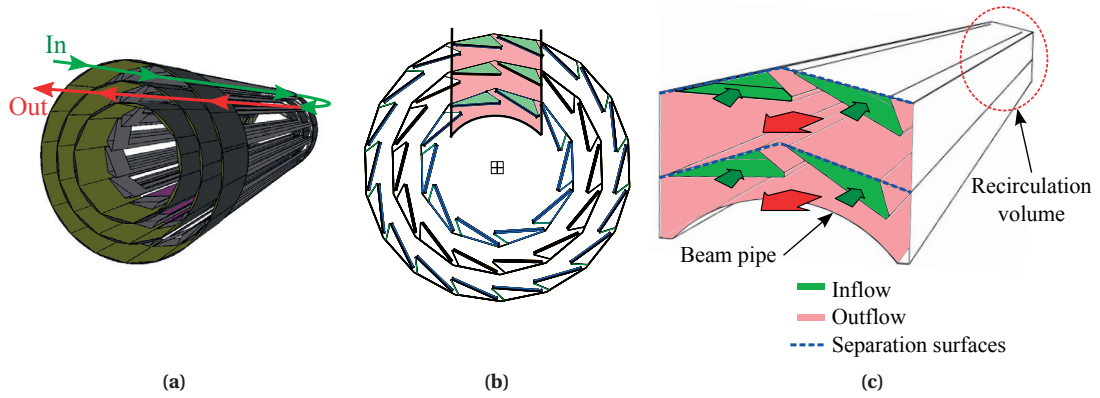 In
Out
Recirculation
volume
Beam pipe
Inflow
Outflow
Separation surfaces
(a)
(b)
(c)